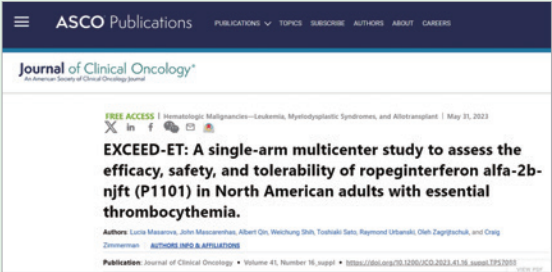 ASCO Publications PUBLICATIONS TOPICS SUBSCRIBE AUTHORS ABOUT CAREERS
Journal of Clinical Oncology®
An American Society of Clinical Oncology Journal
FREE ACCESS | Hematologic Malignancies—Leukemia, Myelodysplastic Syndromes, and Allotransplant | May 31, 2023
EXCEED-ET: A single-arm multicenter study to assess the
efficacy, safety, and tolerability of ropeginterferon alfa-2b-
njft (P1101) in North American adults with essential
thrombocythemia.
Authors: Lucia Masarova, John Mascarenhas, Albert Qin, Weichung Shih, Toshiaki Sato, Raymond Urbanski, Oleh Zagrijtschuk, and Craig
Zimmerman AUTHORS INFO & AFFILIATIONS
Publication: Journal of Clinical Oncology • Volume 41, Number 16_suppl • https://doi.org/10.1200/JCO.2023.41.16_suppl.TPS7093
VIEW PDF